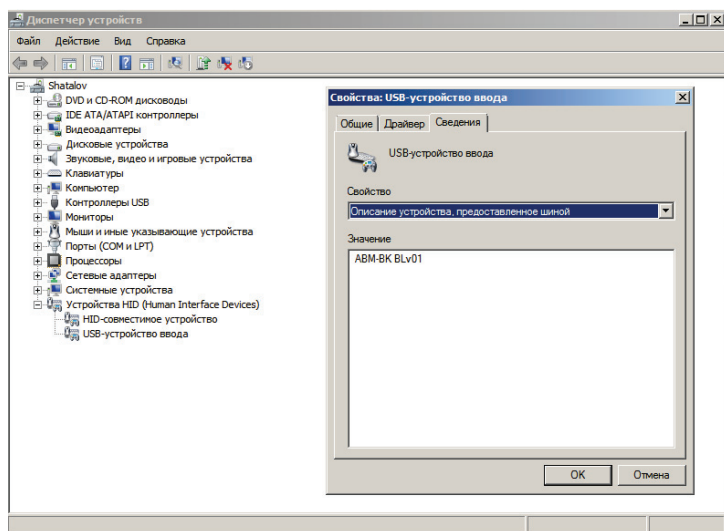 Диспетчер устройств
Файл Действие Вид Справка
Shatalov
DVD и CD-ROM дисководы
IDE ATA/ATAPI контроллеры
Видеоадаптеры
Дисковые устройства
Звуковые, видео и игровые устройства
Клавиатуры
Компьютер
Контроллеры USB
Мониторы
Мыши и иные указывающие устройства
Порты (COM и LPT)
Процессоры
Сетевые адаптеры
Системные устройства
Устройства HID (Human Interface Devices)
HID-совместимое устройство
USB-устройство ввода
Свойства: USB-устройство ввода
Общие Драйвер Сведения
USB-устройство ввода
Свойство
Описание устройства, предоставленное шиной
Значение
ABM-BK BLv01
OK Отмена